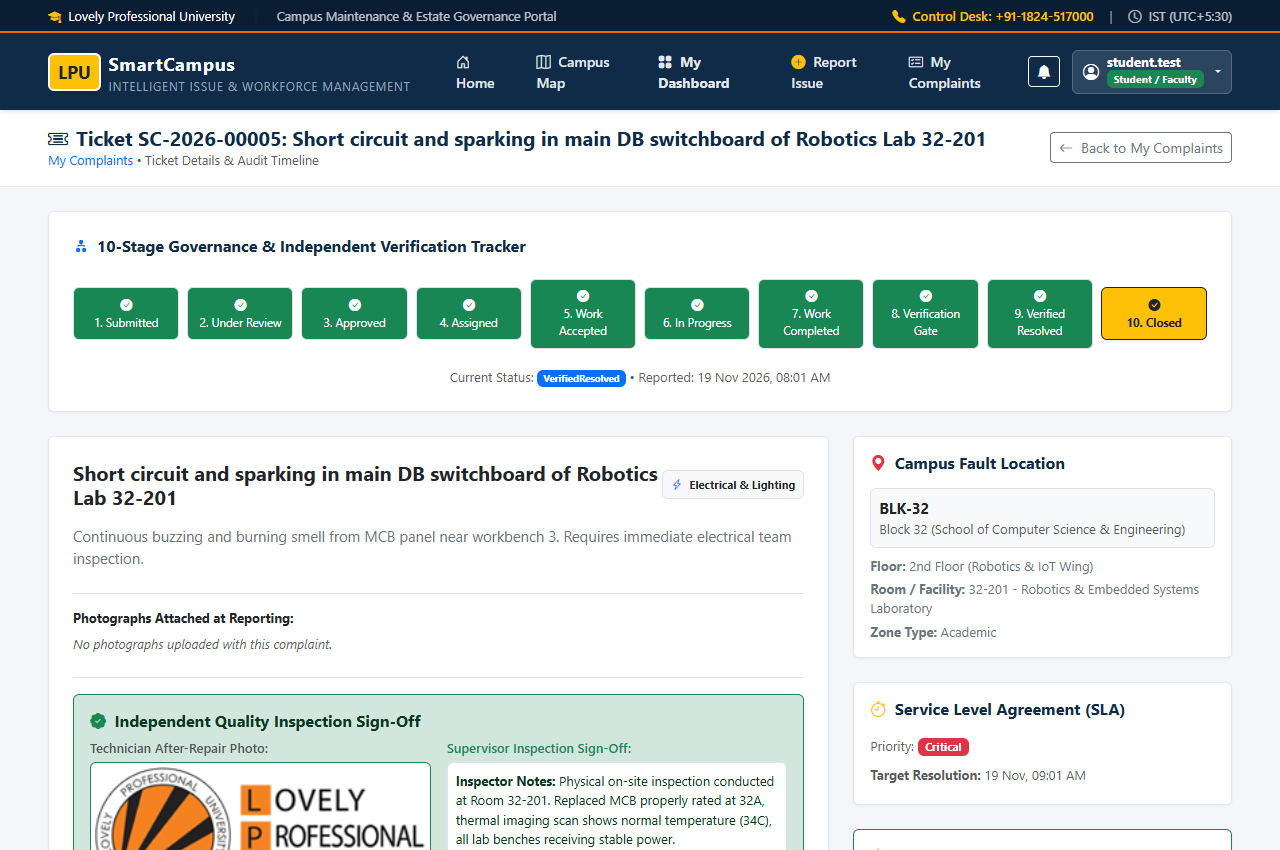 Lovely Professional University
Campus Maintenance & Estate Governance Portal
Control Desk: +91-1824-517000 | IST (UTC+5:30)
LPU
SmartCampus
INTELLIGENT ISSUE & WORKFORCE MANAGEMENT
Home
Campus Map
My Dashboard
Report Issue
My Complaints
student.test
Student / Faculty
Ticket SC-2026-00005: Short circuit and sparking in main DB switchboard of Robotics Lab 32-201
My Complaints • Ticket Details & Audit Timeline
Back to My Complaints
10-Stage Governance & Independent Verification Tracker
1. Submitted
2. Under Review
3. Approved
4. Assigned
5. Work
Accepted
6. In Progress
7. Work
Completed
8. Verification
Gate
9. Verified
Resolved
10. Closed
Current Status: VerifiedResolved • Reported: 19 Nov 2026, 08:01 AM
Short circuit and sparking in main DB switchboard of Robotics
Lab 32-201
Electrical & Lighting
Continuous buzzing and burning smell from MCB panel near workbench 3. Requires immediate electrical team
inspection.
Photographs Attached at Reporting:
No photographs uploaded with this complaint.
Independent Quality Inspection Sign-Off
Technician After-Repair Photo:
PROFESSIONAL UNIVERSITY
LOVELY
LOVELY
PROFESSIONAL
Supervisor Inspection Sign-Off:
Inspector Notes: Physical on-site inspection conducted
at Room 32-201. Replaced MCB properly rated at 32A,
thermal imaging scan shows normal temperature (34C),
all lab benches receiving stable power.
Campus Fault Location
BLK-32
Block 32 (School of Computer Science & Engineering)
Floor: 2nd Floor (Robotics & IoT Wing)
Room / Facility: 32-201 - Robotics & Embedded Systems
Laboratory
Zone Type: Academic
Service Level Agreement (SLA)
Priority: Critical
Target Resolution: 19 Nov, 09:01 AM